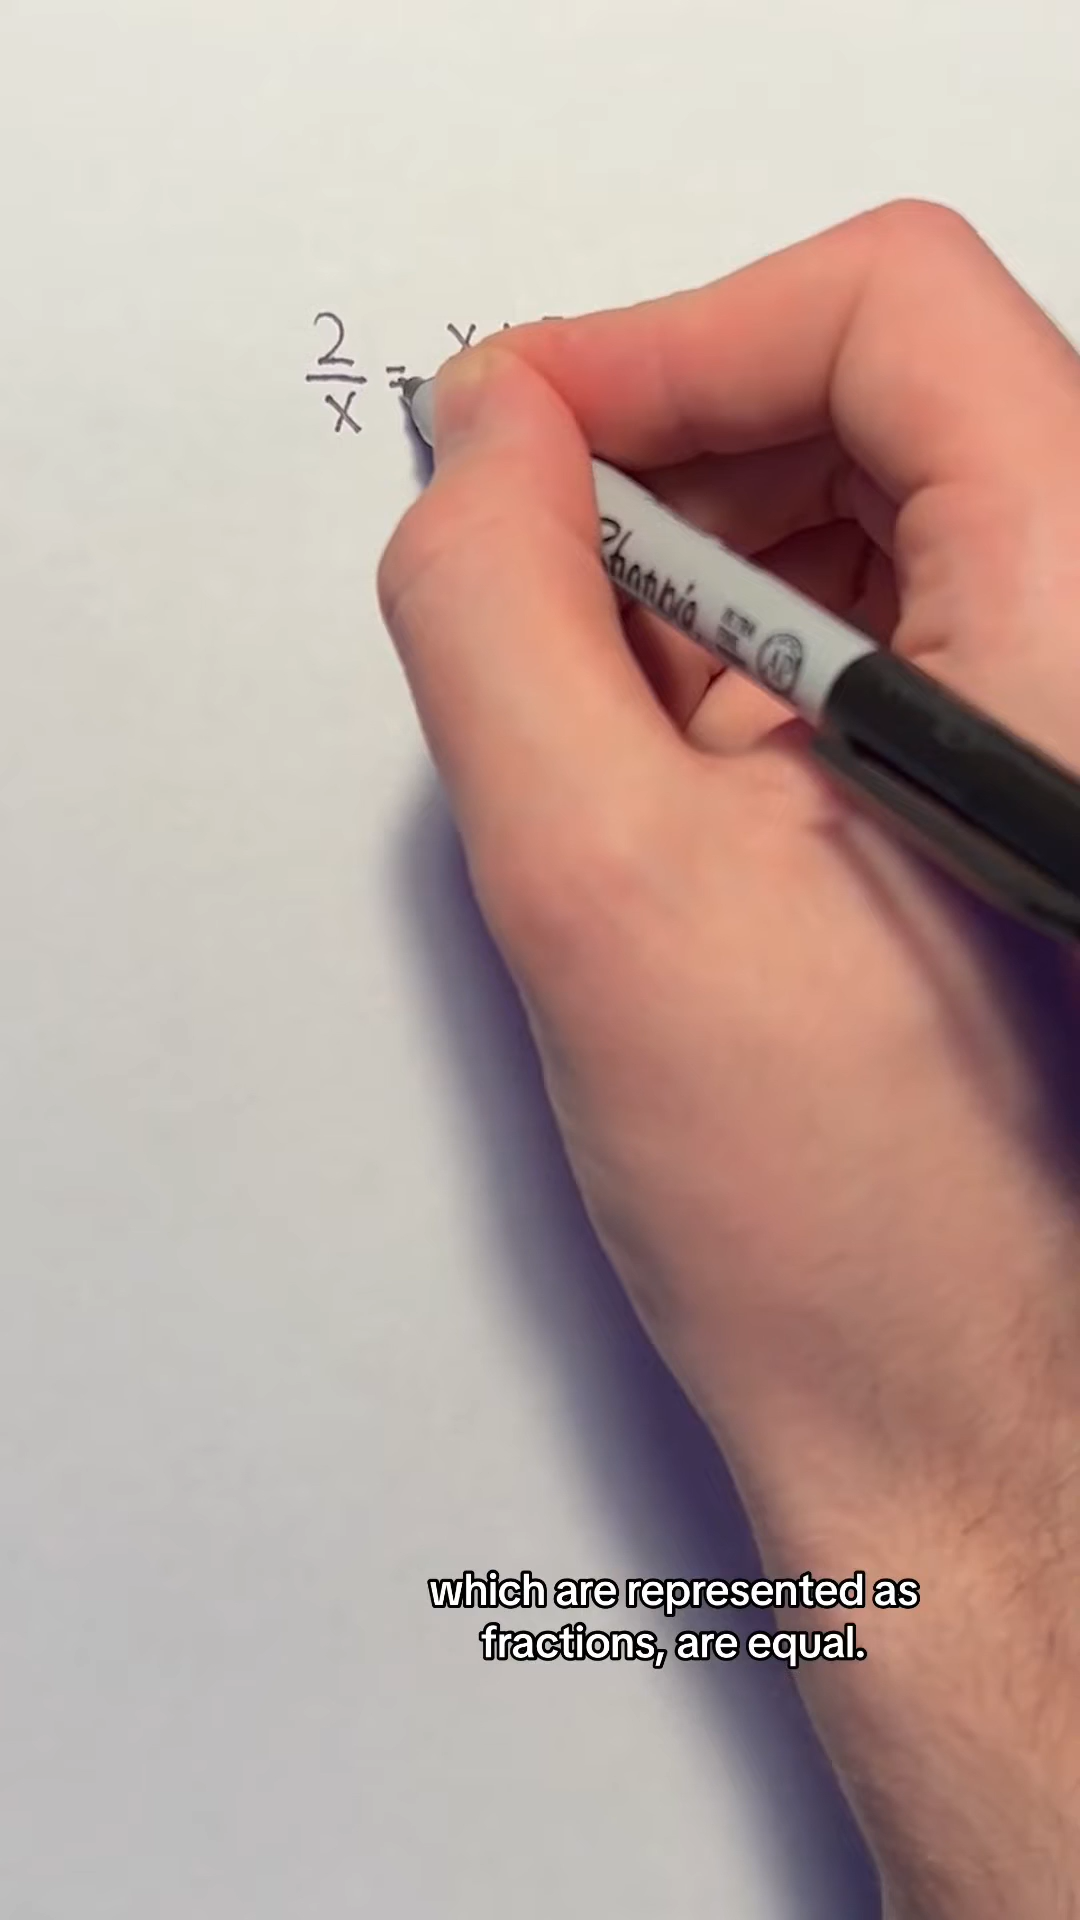 2 = x
x
which are represented as
fractions, are equal.